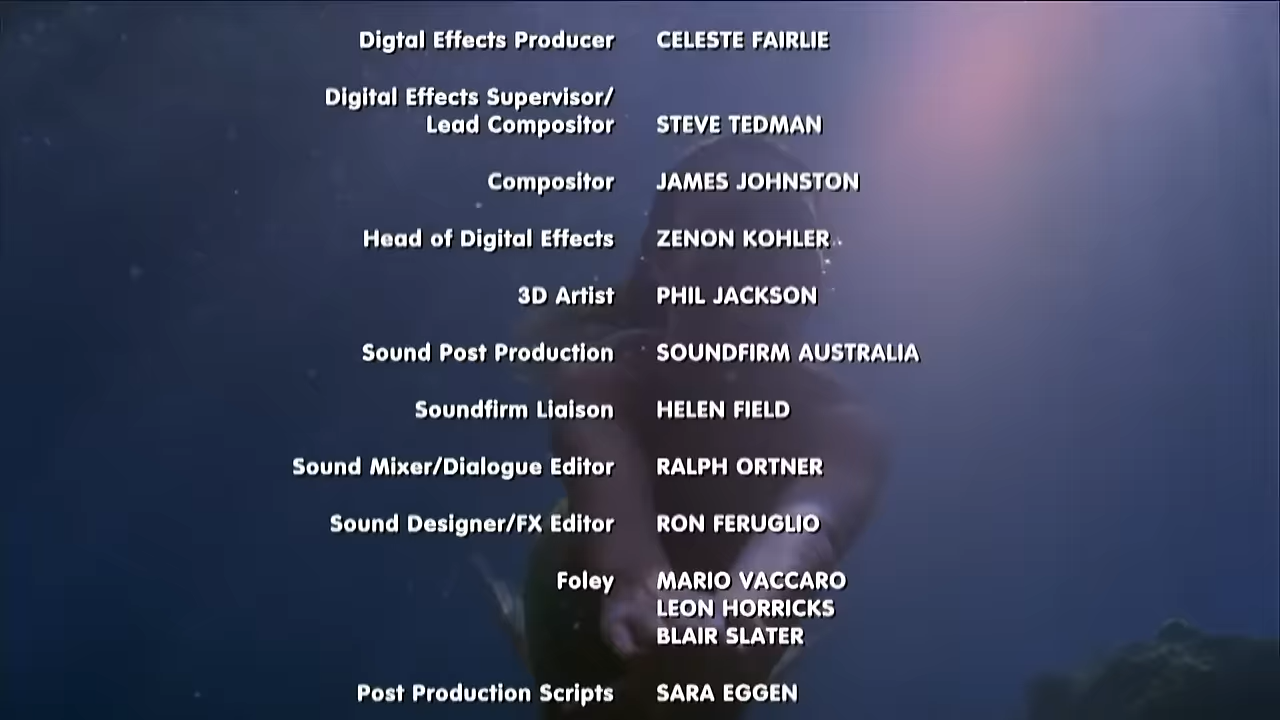 Digtal Effects Producer CELESTE FAIRLIE
Digital Effects Supervisor/
Lead Compositor STEVE TEDMAN
Compositor JAMES JOHNSTON
Head of Digital Effects ZENON KOHLER
3D Artist PHIL JACKSON
Sound Post Production SOUNDFIRM AUSTRALIA
Soundfirm Liaison HELEN FIELD
Sound Mixer/Dialogue Editor RALPH ORTNER
Sound Designer/FX Editor RON FERUGLIO
Foley MARIO VACCARO
LEON HORRICKS
BLAIR SLATER
Post Production Scripts SARA EGGEN